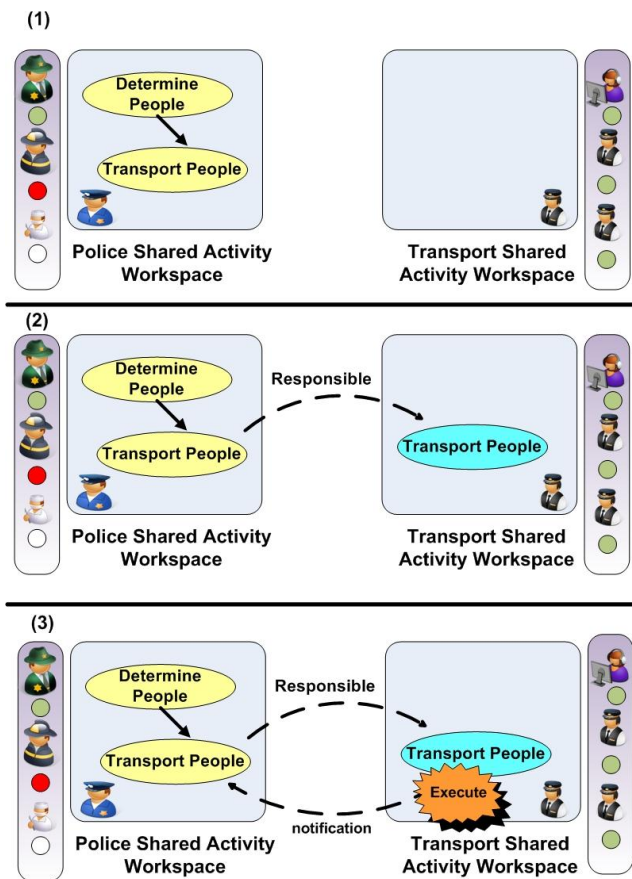 (1)
Determine
People
Transport People
Police Shared Activity
Workspace
Transport Shared
Activity Workspace
(2)
Determine
People
Responsible
Transport People
Transport People
Police Shared Activity
Workspace
Transport Shared
Activity Workspace
(3)
Determine
People
Responsible
Transport People
Transport People
Execute
notification
Police Shared Activity
Workspace
Transport Shared
Activity Workspace